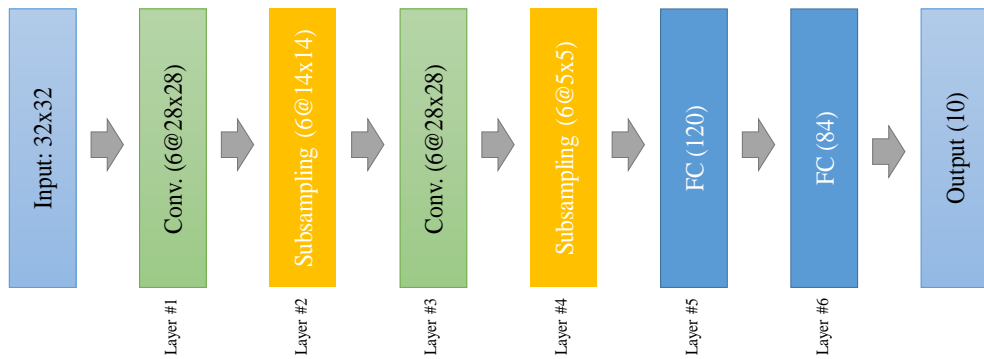 Input: 32x32
Conv. (6@28x28)
Subsampling (6@14x14)
Conv. (6@28x28)
Subsampling (6@5x5)
FC (120)
FC (84)
Output (10)
Layer #1
Layer #2
Layer #3
Layer #4
Layer #5
Layer #6